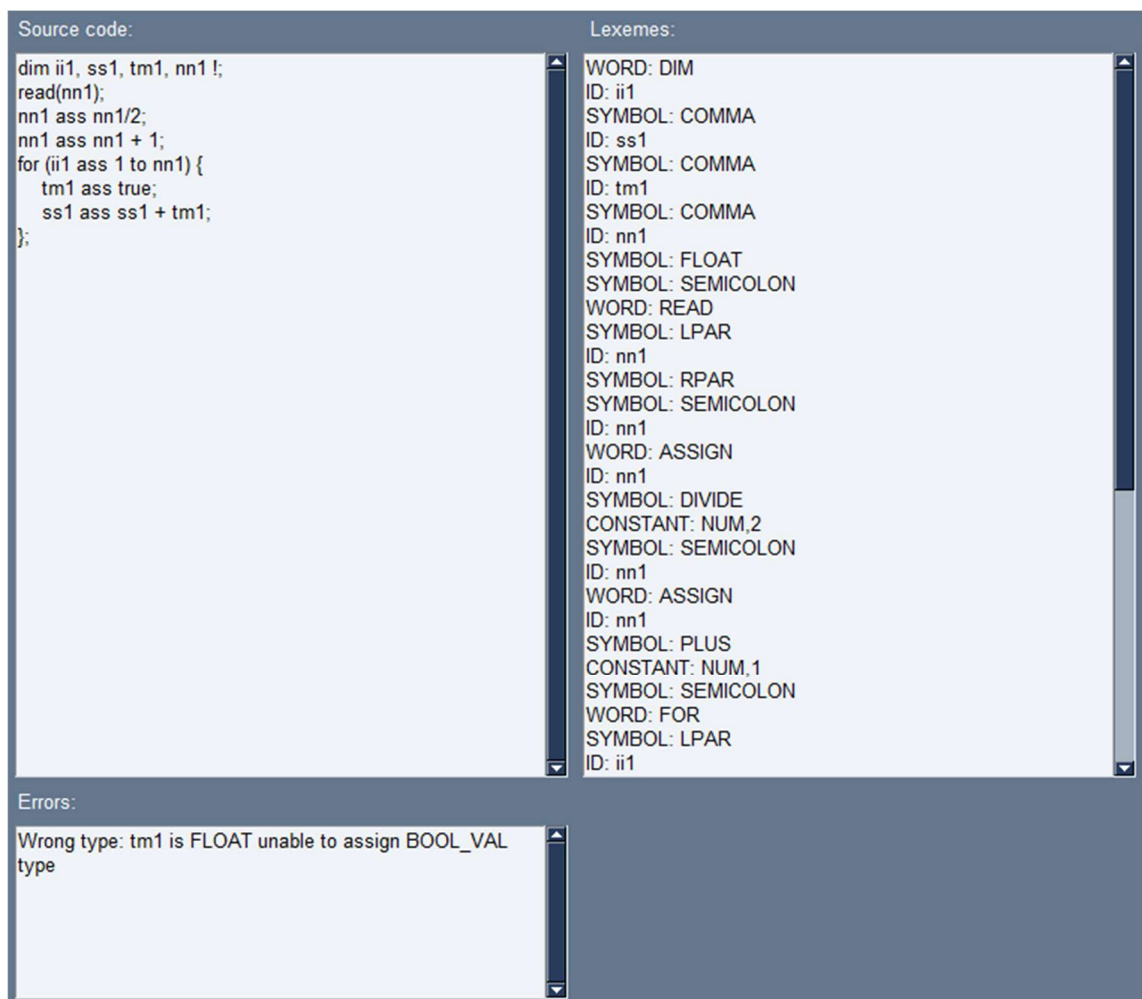 Source code:
dim ii1, ss1, tm1, nn1 !;
read(nn1);
nn1 ass nn1/2;
nn1 ass nn1 + 1;
for (ii1 ass 1 to nn1) {
tm1 ass true;
ss1 ass ss1 + tm1;
};
Lexemes:
WORD: DIM
ID: ii1
SYMBOL: COMMA
ID: ss1
SYMBOL: COMMA
ID: tm1
SYMBOL: COMMA
ID: nn1
SYMBOL: FLOAT
SYMBOL: SEMICOLON
WORD: READ
SYMBOL: LPAR
ID: nn1
SYMBOL: RPAR
SYMBOL: SEMICOLON
ID: nn1
WORD: ASSIGN
ID: nn1
SYMBOL: DIVIDE
CONSTANT: NUM,2
SYMBOL: SEMICOLON
ID: nn1
WORD: ASSIGN
ID: nn1
SYMBOL: PLUS
CONSTANT: NUM,1
SYMBOL: SEMICOLON
WORD: FOR
SYMBOL: LPAR
ID: ii1
Errors:
Wrong type: tm1 is FLOAT unable to assign BOOL_VAL
type